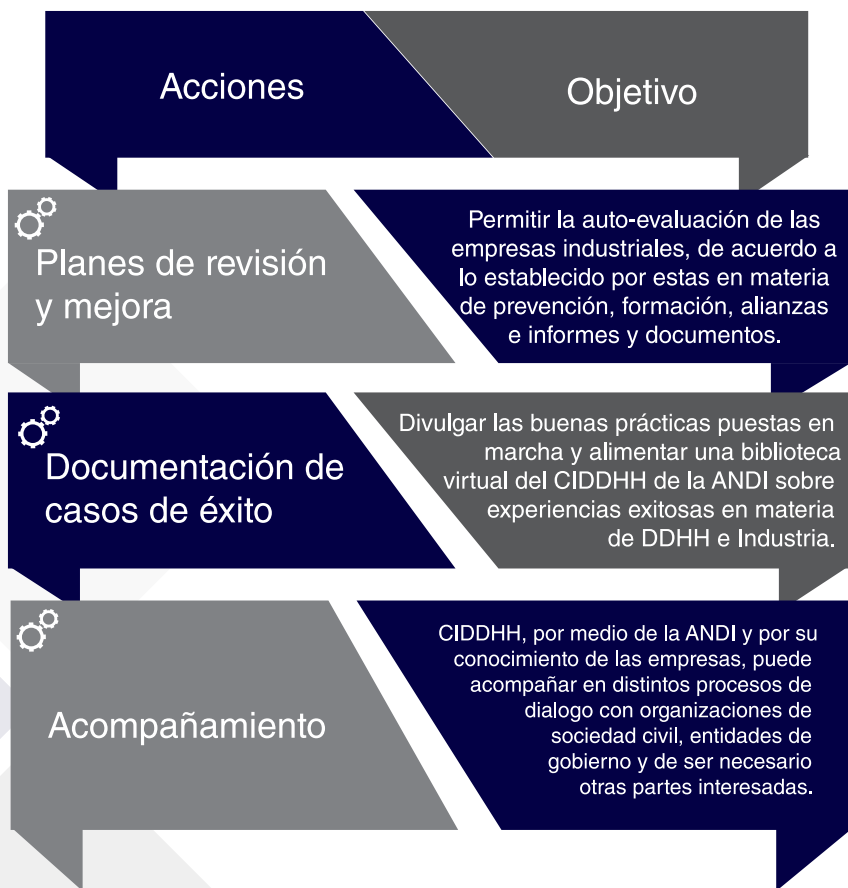 Acciones
Objetivo
Planes de revisión
y mejora
Permitir la auto-evaluación de las
empresas industriales, de acuerdo a
lo establecido por estas en materia
de prevención, formación, alianzas
e informes y documentos.
Documentación de
casos de éxito
Divulgar las buenas prácticas puestas en
marcha y alimentar una biblioteca
virtual del CIDDHH de la ANDI sobre
experiencias exitosas en materia
de DDHH e Industria.
Acompañamiento
CIDDHH, por medio de la ANDI y por su
conocimiento de las empresas, puede
acompañar en distintos procesos de
dialogo con organizaciones de
sociedad civil, entidades de
gobierno y de ser necesario
otras partes interesadas.